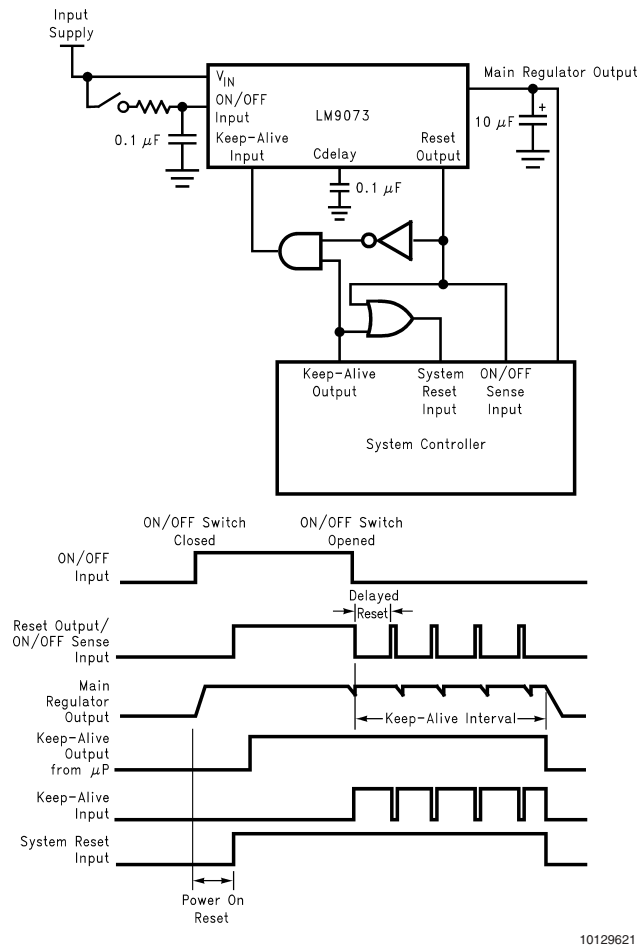 Input
Supply
V_IN
ON/OFF
Input
Keep-Alive
Input
LM9073
Cdelay
Reset
Output
Main Regulator Output
+
10 μF
0.1 μF
0.1 μF
Keep-Alive
Output
System
Reset
Input
ON/OFF
Sense
Input
System Controller
ON/OFF Switch
Closed
ON/OFF Switch
Opened
ON/OFF
Input
Delayed
Reset
Reset Output/
ON/OFF Sense
Input
Main
Regulator
Output
Keep-Alive Interval
Keep-Alive
Output
from μP
Keep-Alive
Input
System Reset
Input
Power On
Reset
10129621